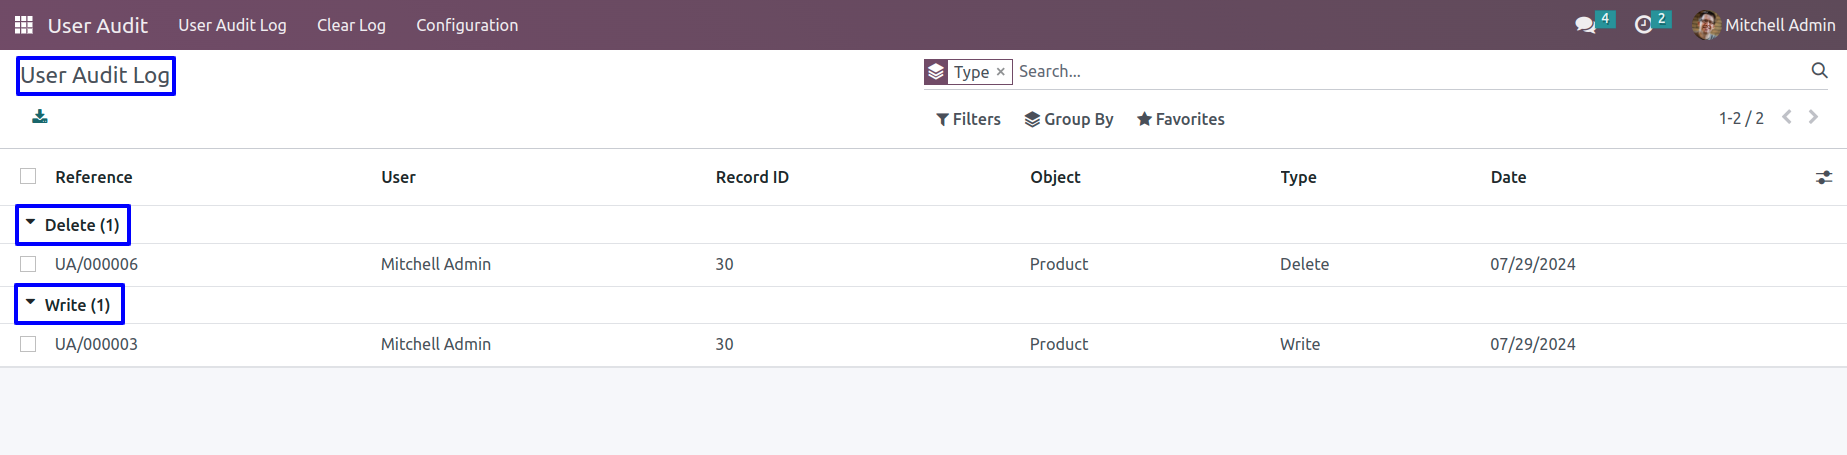 User Audit User Audit Log Clear Log Configuration 4 2 Mitchell Admin
User Audit Log Type × Search...
Filters Group By Favorites 1-2 / 2
Reference User Record ID Object Type Date
Delete (1)
UA/000006 Mitchell Admin 30 Product Delete 07/29/2024
Write (1)
UA/000003 Mitchell Admin 30 Product Write 07/29/2024